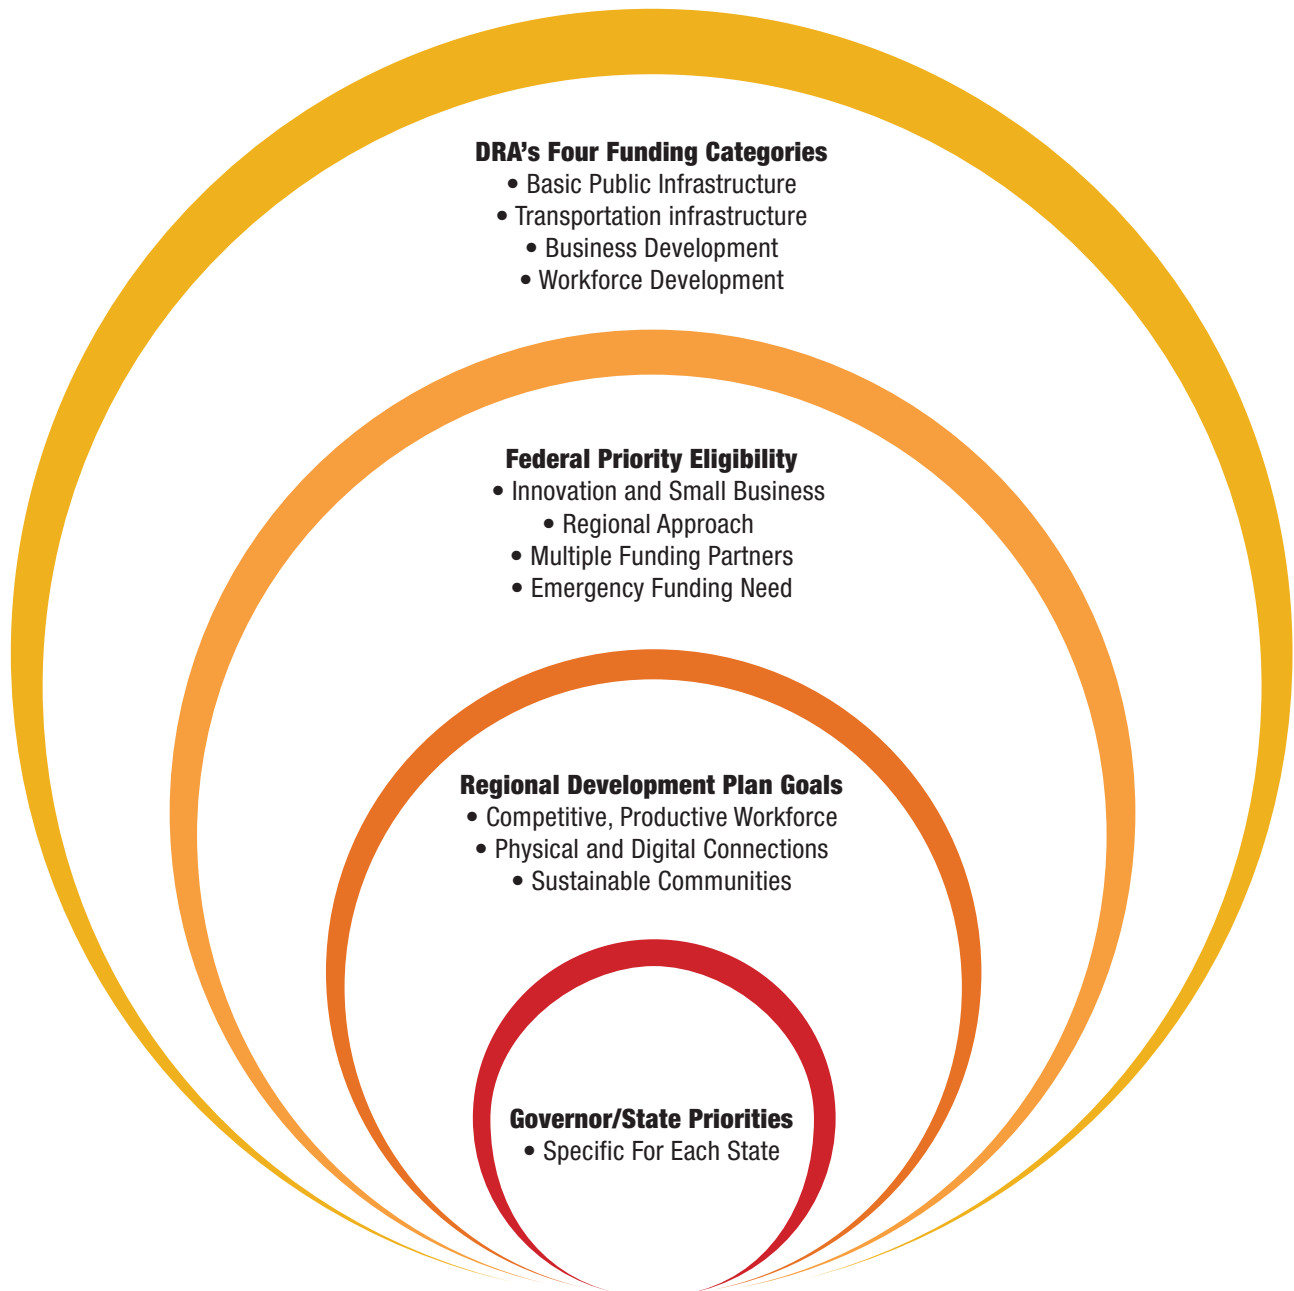 DRA’s Four Funding Categories
• Basic Public Infrastructure
• Transportation infrastructure
• Business Development
• Workforce Development
Federal Priority Eligibility
• Innovation and Small Business
• Regional Approach
• Multiple Funding Partners
• Emergency Funding Need
Regional Development Plan Goals
• Competitive, Productive Workforce
• Physical and Digital Connections
• Sustainable Communities
Governor/State Priorities
• Specific For Each State